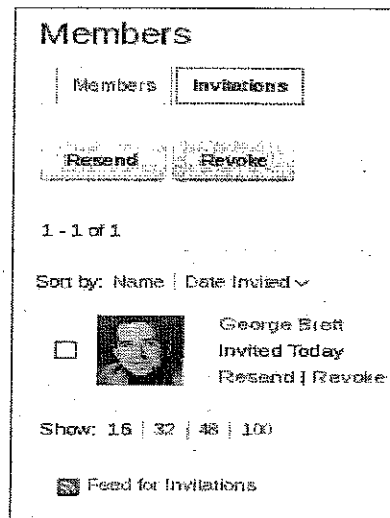 Members
Members | Invitations
Resend Revoke
1 - 1 of 1
Sort by: Name | Date Invited
George Brett
Invited Today
Resend | Revoke
Show: 16 | 32 | 48 | 100
Feed for Invitations